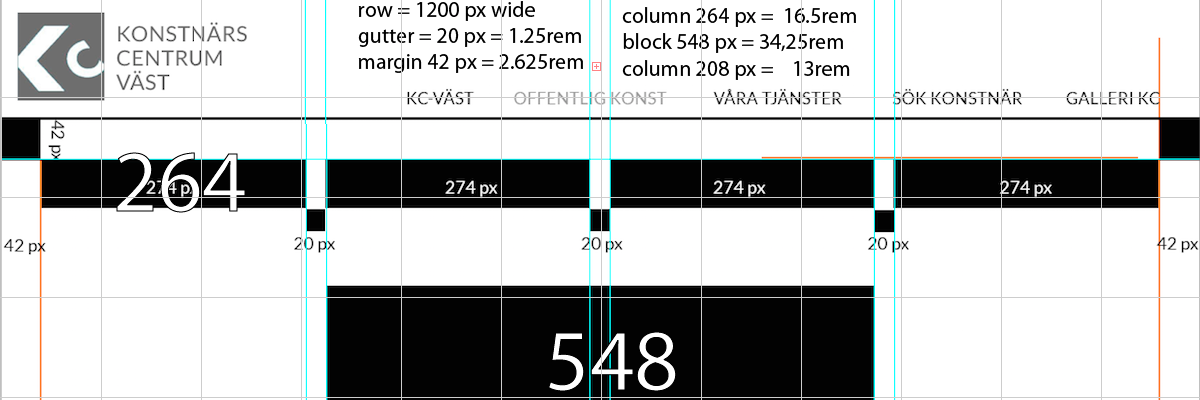 KONSTNÄRS
CENTRUM
VÄST
row = 1200 px wide
gutter = 20 px = 1.25rem
margin 42 px = 2.625rem
column 264 px = 16.5rem
block 548 px = 34,25rem
column 208 px = 13rem
KC-VÄST OFFENTLIG KONST VÅRA TJÄNSTER SÖK KONSTNÄR GALLERI KC
42 px
264
274 px 274 px 274 px 274 px
42 px 20 px 20 px 20 px 42 px
548